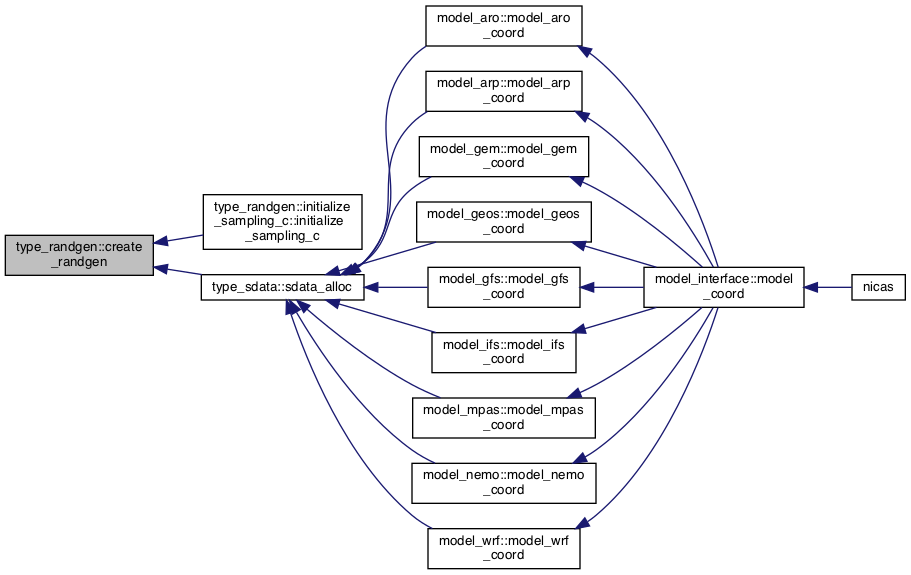 model_aro::model_aro
_coord
model_arp::model_arp
_coord
model_gem::model_gem
_coord
type_randgen::initialize
_sampling_c::initialize
_sampling_c
model_geos::model_geos
_coord
type_randgen::create
_randgen
type_sdata::sdata_alloc
model_gfs::model_gfs
_coord
model_interface::model
_coord
nicas
model_ifs::model_ifs
_coord
model_mpas::model_mpas
_coord
model_nemo::model_nemo
_coord
model_wrf::model_wrf
_coord